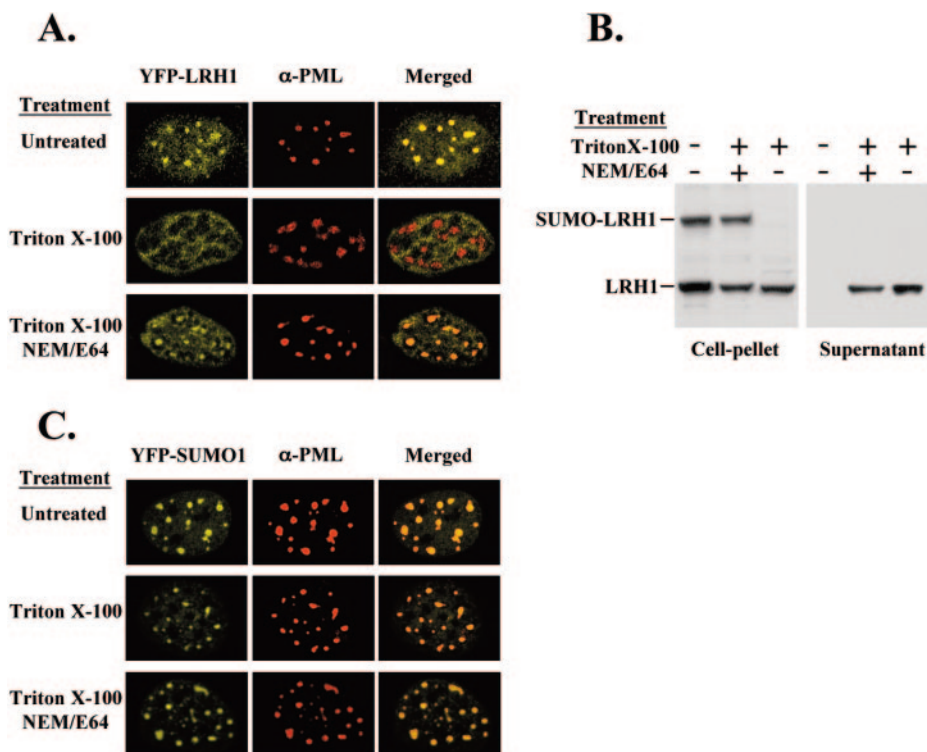 A.
YFP-LRH1 α-PML Merged
Treatment
Untreated
Triton X-100
Triton X-100
NEM/E64
B.
Treatment
TritonX-100 - + + - + +
NEM/E64 - + - - + -
SUMO-LRH1
LRH1
Cell-pellet Supernatant
C.
YFP-SUMO1 α-PML Merged
Treatment
Untreated
Triton X-100
Triton X-100
NEM/E64